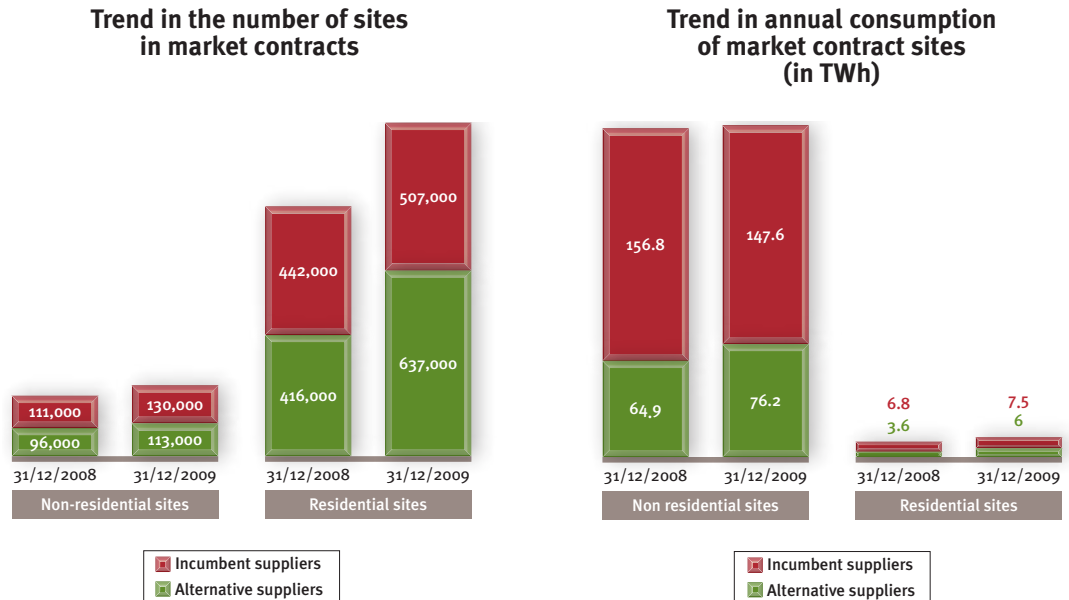 Trend in the number of sites
in market contracts
507,000
442,000
637,000
416,000
111,000
130,000
96,000
113,000
31/12/2008
31/12/2009
31/12/2008
31/12/2009
Non-residential sites
Residential sites
Incumbent suppliers
Alternative suppliers
Trend in annual consumption
of market contract sites
(in TWh)
156.8
147.6
64.9
76.2
6.8
7.5
3.6
6
31/12/2008
31/12/2009
31/12/2008
31/12/2009
Non residential sites
Residential sites
Incumbent suppliers
Alternative suppliers